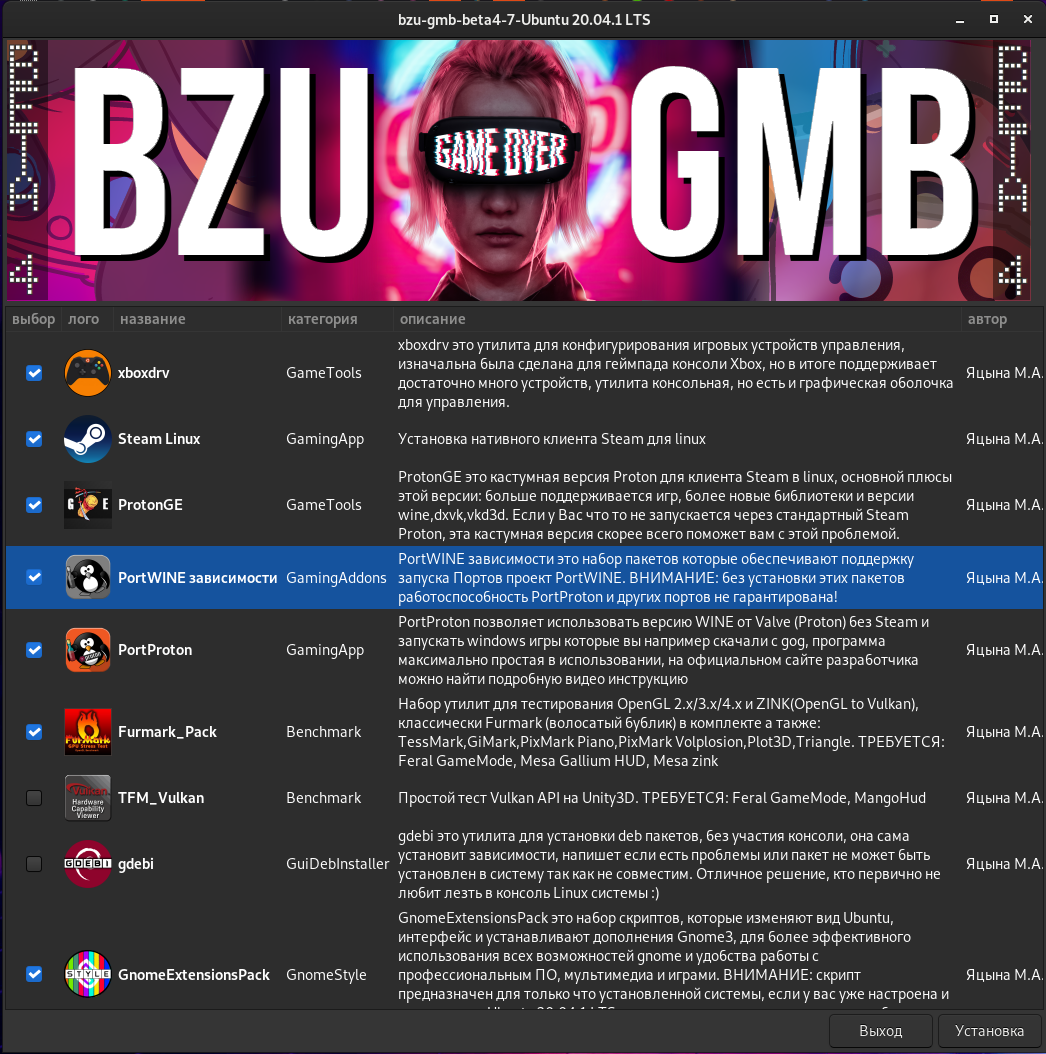 bzu-gmb-beta4-7-Ubuntu 20.04.1 LTS
BETA 4
BZU GMB
GAME OVER
BETA 4
выбор лого название категория описание автор
xboxdrv это утилита для конфигурирования игровых устройств управления,
изначальна была сделана для геймпада консоли Xbox, но в итоге поддерживает
xboxdrv GameTools Яцына М.А.
достаточно много устройств, утилита консольная, но есть и графическая оболочка
для управления.
Steam Linux GamingApp Установка нативного клиента Steam для linux Яцына М.А.
ProtonGE это кастумная версия Proton для клиента Steam в linux, основной плюсы
этой версии: больше поддерживается игр, более новые библиотеки и версии
G E
ProtonGE GameTools Яцына М.А.
wine,dxvk,vkd3d. Если у Вас что то не запускается через стандартный Steam
Proton, эта кастумная версия скорее всего поможет вам с этой проблемой.
PortWINE зависимости это набор пакетов которые обеспечивают поддержку
PortWINE зависимости GamingAddons запуска Портов проект PortWINE. ВНИМАНИЕ: без установки этих пакетов Яцына М.А.
работоспособность PortProton и других портов не гарантирована!
PortProton позволяет использовать версию WINE от Valve (Proton) без Steam и
запускать windows игры которые вы например скачали с gog, программа
PortProton GamingApp Яцына М.А.
максимально простая в использовании, на официальном сайте разработчика
можно найти подробную видео инструкцию
Набор утилит для тестирования OpenGL 2.x/3.x/4.x и ZINK(OpenGL to Vulkan),
классически Furmark (волосатый бублик) в комплекте а также:
FurMark
Furmark_Pack Benchmark Яцына М.А.
TessMark,GiMark,PixMark Piano,PixMark Volplosion,Plot3D,Triangle. ТРЕБУЕТСЯ:
Feral GameMode, Mesa Gallium HUD, Mesa zink
Vulkan
Hardware
Capability
Viewer
TFM_Vulkan Benchmark Простой тест Vulkan API на Unity3D. ТРЕБУЕТСЯ: Feral GameMode, MangoHud Яцына М.А.
gdebi это утилита для установки deb пакетов, без участия консоли, она сама
установит зависимости, напишет если есть проблемы или пакет не может быть
GDEBI
gdebi GuiDebInstaller Яцына М.А.
установлен в систему так как не совместим. Отличное решение, кто первично не
любит лезть в консоль Linux системы :)
GnomeExtensionsPack это набор скриптов, которые изменяют вид Ubuntu,
интерфейс и устанавливают дополнения Gnome3, для более эффективного
использования всех возможностей gnome и удобства работы с
STYLE
GnomeExtensionsPack GnomeStyle профессиональным ПО, мультимедиа и играми. ВНИМАНИЕ: скрипт Яцына М.А.
предназначен для только что установленной системы, если у вас уже настроена и
Выход Установка